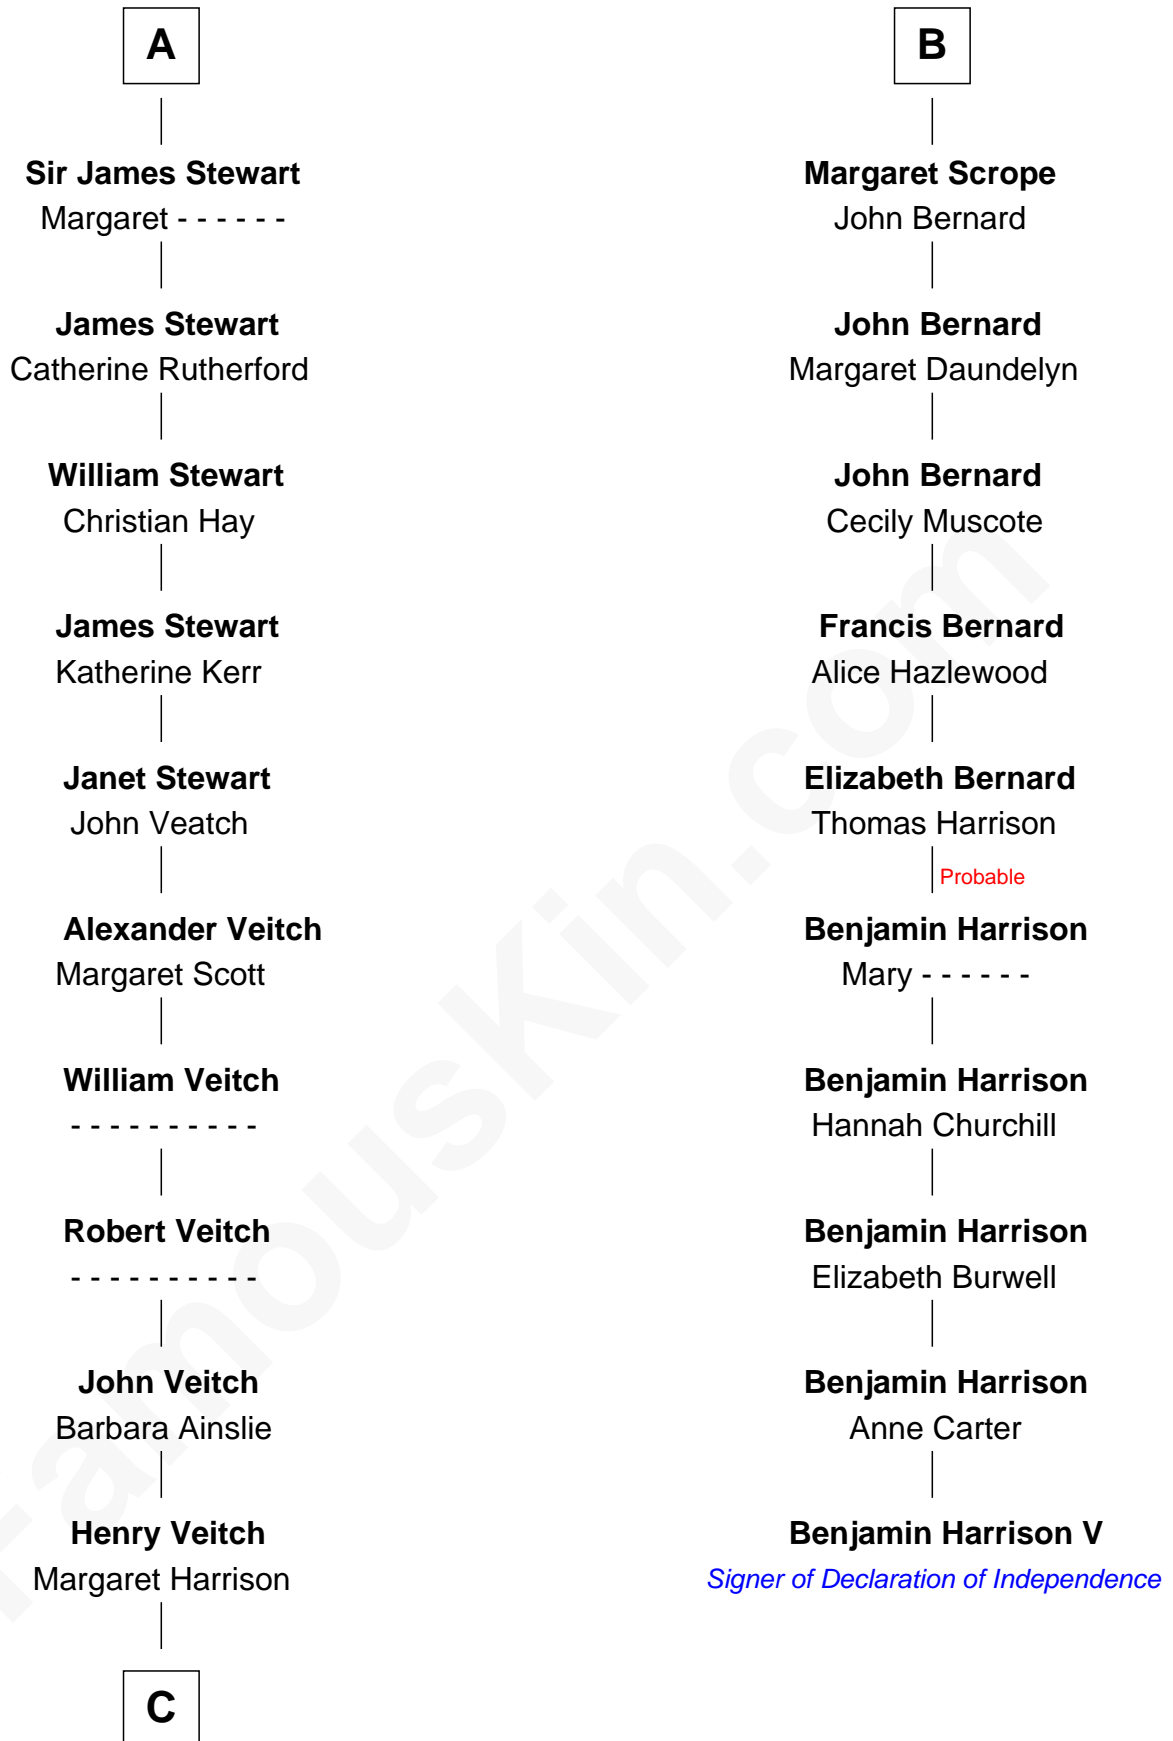 A
Sir James Stewart
Margaret - - - - - -
James Stewart
Catherine Rutherford
William Stewart
Christian Hay
James Stewart
Katherine Kerr
Janet Stewart
John Veatch
Alexander Veitch
Margaret Scott
William Veitch
- - - - - - - - - -
Robert Veitch
- - - - - - - - - -
John Veitch
Barbara Ainslie
Henry Veitch
Margaret Harrison
C
B
Margaret Scrope
John Bernard
John Bernard
Margaret Daundelyn
John Bernard
Cecily Muscote
Francis Bernard
Alice Hazlewood
Elizabeth Bernard
Thomas Harrison
Probable
Benjamin Harrison
Mary - - - - - -
Benjamin Harrison
Hannah Churchill
Benjamin Harrison
Elizabeth Burwell
Benjamin Harrison
Anne Carter
Benjamin Harrison V
Signer of Declaration of Independence
FamousKin.com